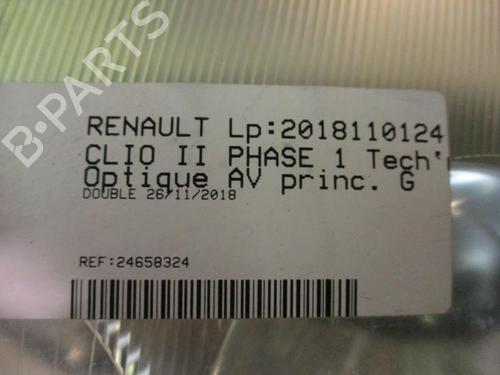 B-PARTS
RENAULT Lp:2018110124
CLIO II PHASE 1 Tech'
Optique AV princ. G
DOUBLE 26/11/2018
REF:24658324